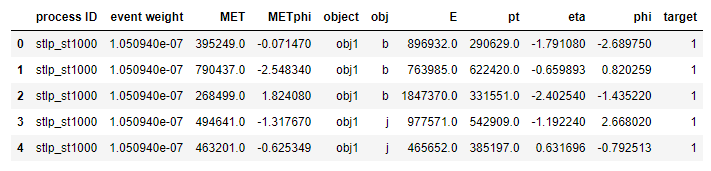 process ID event weight MET METphi object obj E pt eta phi target
0 stlp_st1000 1.050940e-07 395249.0 -0.071470 obj1 b 896932.0 290629.0 -1.791080 -2.689750 1
1 stlp_st1000 1.050940e-07 790437.0 -2.548340 obj1 b 763985.0 622420.0 -0.659893 0.820259 1
2 stlp_st1000 1.050940e-07 268499.0 1.824080 obj1 b 1847370.0 331551.0 -2.402540 -1.435220 1
3 stlp_st1000 1.050940e-07 494641.0 -1.317670 obj1 j 977571.0 542909.0 -1.192240 2.668020 1
4 stlp_st1000 1.050940e-07 463201.0 -0.625349 obj1 j 465652.0 385197.0 0.631696 -0.792513 1